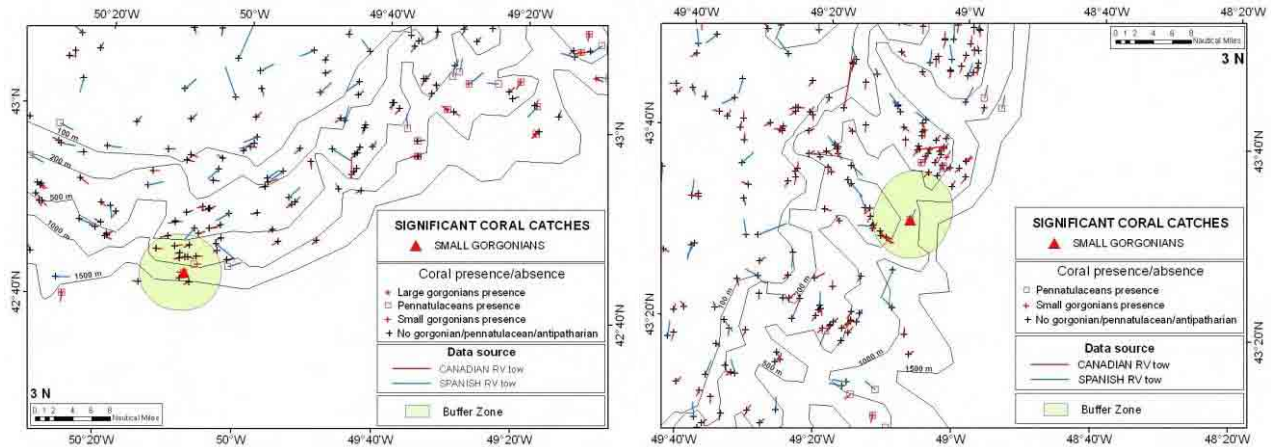 50°20'W 50°W 49°40'W 49°20'W
43°N
43°N
100 m
200 m
500 m
1000 m
1500 m
42°40'N
42°40'N
SIGNIFICANT CORAL CATCHES
SMALL GORGONIANS
Coral presence/absence
Large gorgonians presence
Pennatulaceans presence
Small gorgonians presence
No gorgonian/pennatulacean/antipatharian
Data source
CANADIAN RV tow
SPANISH RV tow
Buffer Zone
3 N
0 1 2 4 6 8
Nautical Miles
50°20'W 50°W 49°40'W 49°20'W
49°40'W 49°20'W 49°W 48°40'W 48°20'W
0 1 2 4 6 8
Nautical Miles
3 N
43°40'N
43°40'N
43°20'N
43°20'N
100 m
500 m
1000 m
1500 m
SIGNIFICANT CORAL CATCHES
SMALL GORGONIANS
Coral presence/absence
Pennatulaceans presence
Small gorgonians presence
No gorgonian/pennatulacean/antipatharian
Data source
CANADIAN RV tow
SPANISH RV tow
Buffer Zone
49°40'W 49°20'W 49°W 48°40'W 48°20'W